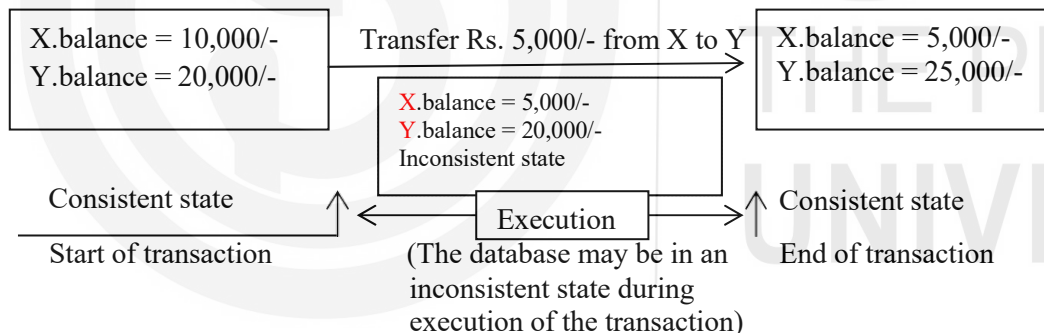 X.balance = 10,000/-
Y.balance = 20,000/-
Transfer Rs. 5,000/- from X to Y
X.balance = 5,000/-
Y.balance = 25,000/-
X.balance = 5,000/-
Y.balance = 20,000/-
Inconsistent state
Consistent state
Execution
Consistent state
Start of transaction
(The database may be in an
inconsistent state during
execution of the transaction)
End of transaction
THE P
UNIV